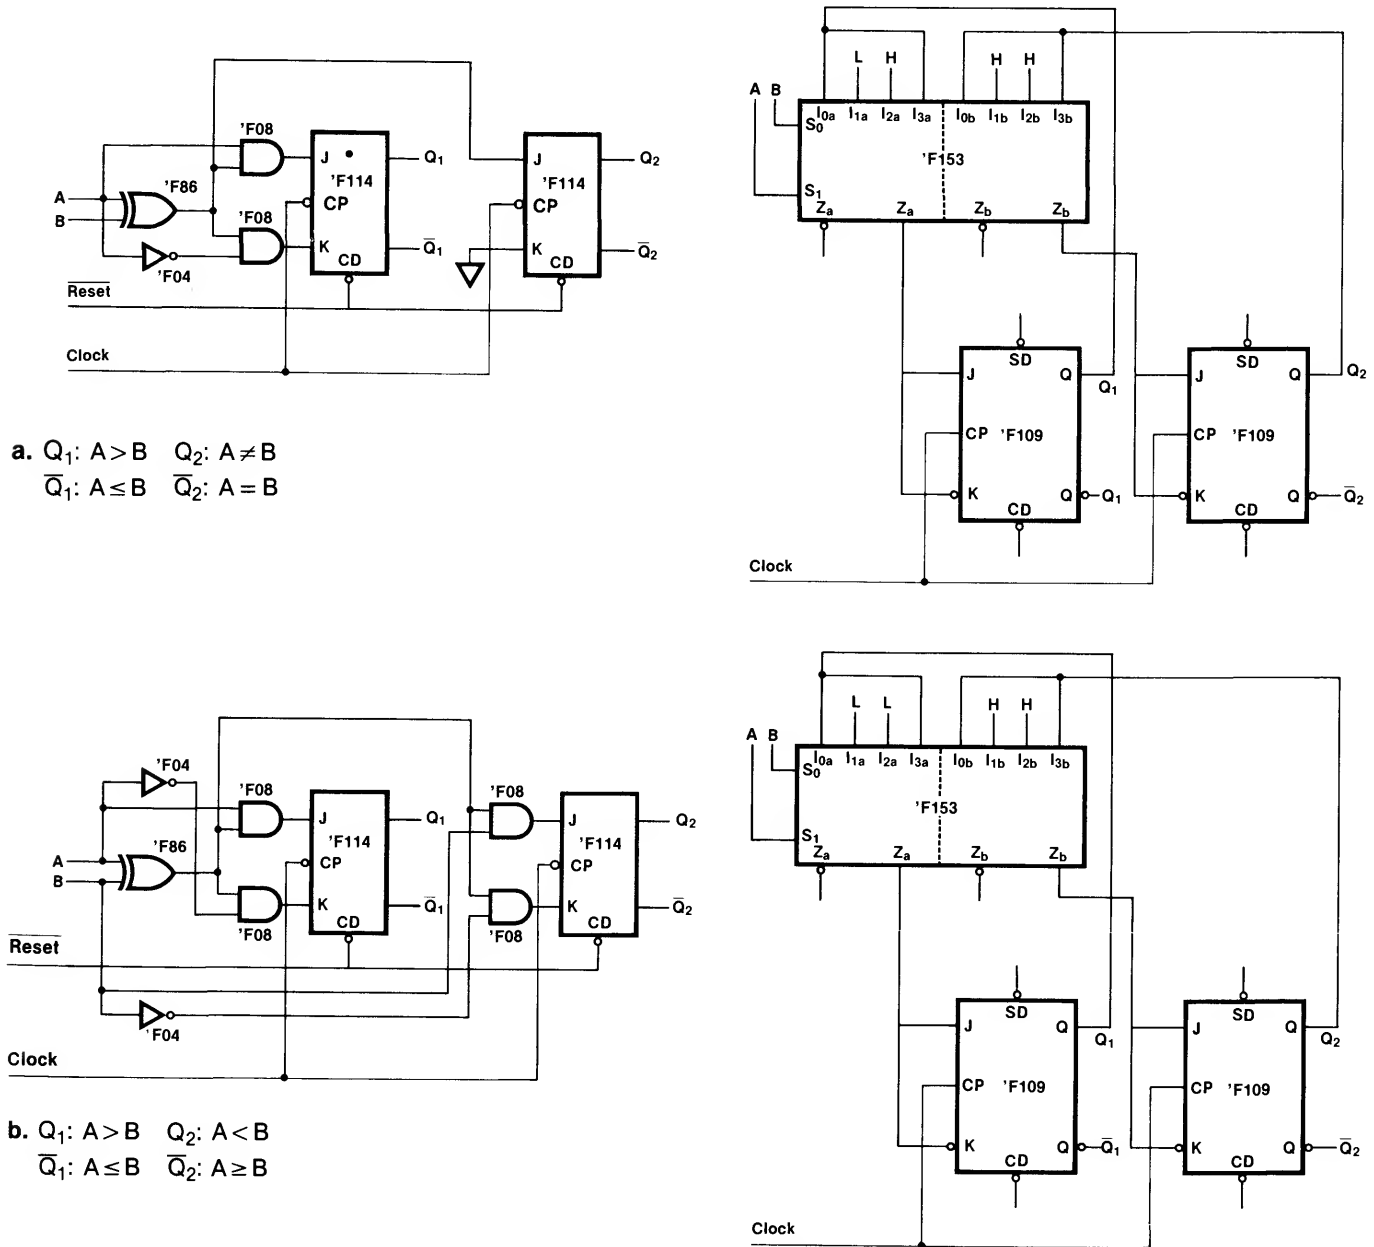 'F08
'F86
A
B
'F08
'F04
J
'F114
CP
K
CD
Q₁
Q̅₁
J
'F114
CP
K
CD
Q₂
Q̅₂
R̅e̅s̅e̅t̅
Clock
a. Q₁: A > B Q₂: A ≠ B
Q̅₁: A ≤ B Q̅₂: A = B
A B
L H H H
S₀ I₀ₐ I₁ₐ I₂ₐ I₃ₐ I₀b I₁b I₂b I₃b
'F153
S₁
Zₐ Zₐ Zb Zb
SD
J Q
Q₁
CP 'F109
K Q Q₁
CD
SD
J Q Q₂
CP 'F109
K Q Q̅₂
CD
Clock
'F04
'F08
'F86
A
B
'F08
J
'F114
CP
K
CD
Q₁
Q̅₁
'F08
'F08
J
'F114
CP
K
CD
Q₂
Q̅₂
R̅e̅s̅e̅t̅
'F04
Clock
b. Q₁: A > B Q₂: A < B
Q̅₁: A ≤ B Q̅₂: A ≥ B
A B
L L H H
S₀ I₀ₐ I₁ₐ I₂ₐ I₃ₐ I₀b I₁b I₂b I₃b
'F153
S₁
Zₐ Zₐ Zb Zb
SD
J Q
Q₁
CP 'F109
K Q Q̅₁
CD
SD
J Q
Q₂
CP 'F109
K Q Q̅₂
CD
Clock